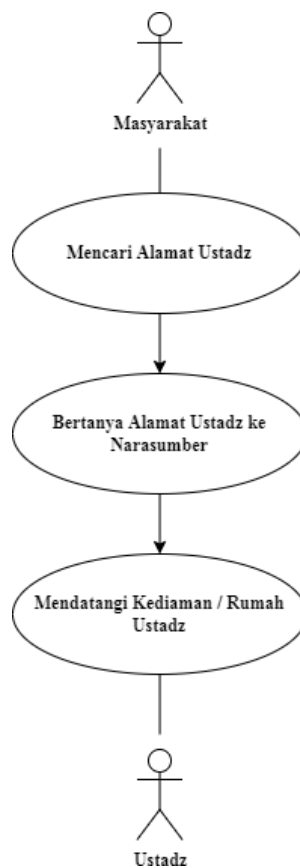 Masyarakat
Mencari Alamat Ustadz
Bertanya Alamat Ustadz ke
Narasumber
Mendatangi Kediaman / Rumah
Ustadz
Ustadz